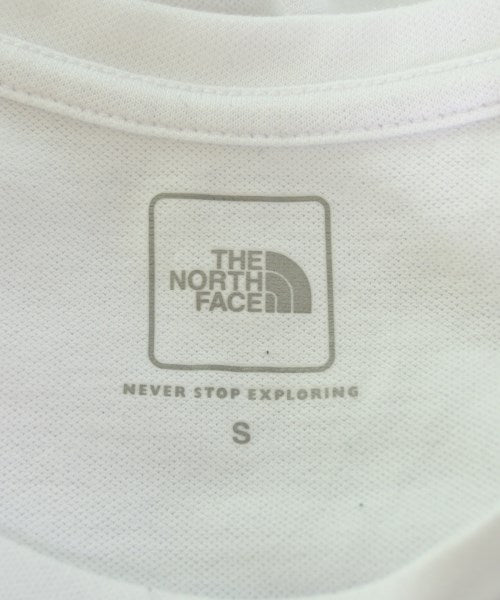 THE
NORTH
FACE
NEVER STOP EXPLORING
S